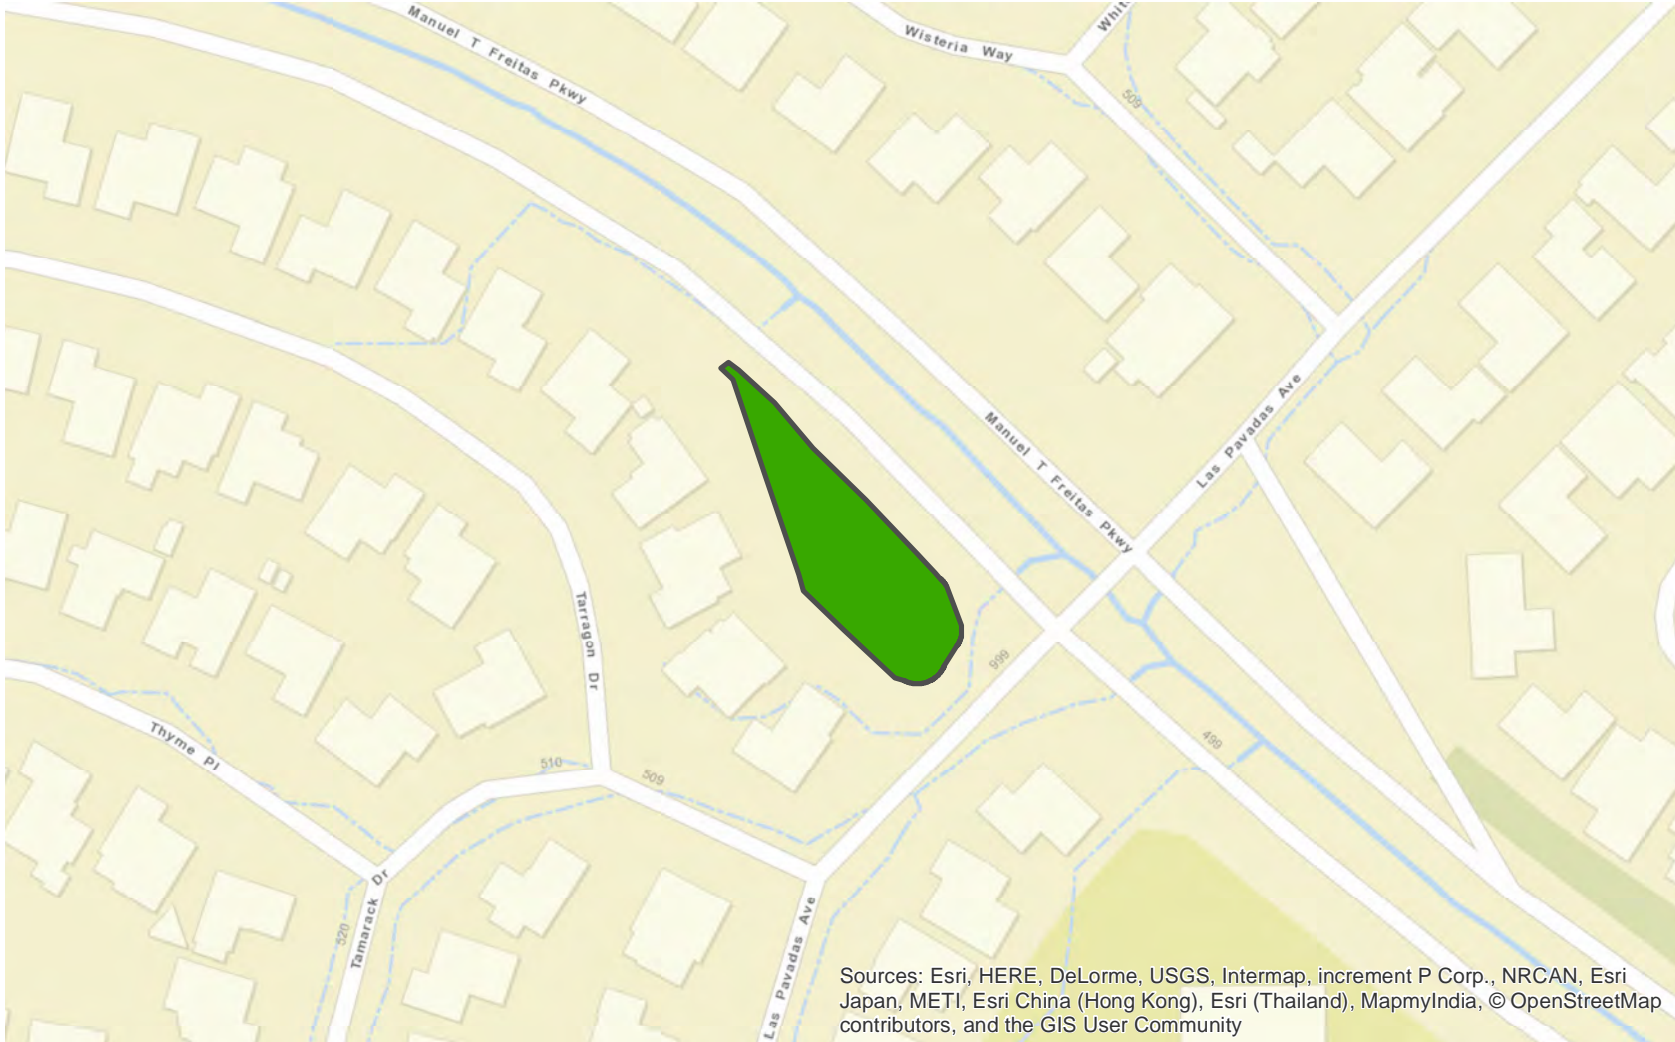 Manuel T Freitas Pkwy
Wisteria Way
509
Manuel T Freitas Pkwy
Las Pavadas Ave
Tarragon Dr
999
499
Thyme Pl
510
509
Tamarack Dr
520
Las Pavadas Ave
Sources: Esri, HERE, DeLorme, USGS, Intermap, increment P Corp., NRCAN, Esri
Japan, METI, Esri China (Hong Kong), Esri (Thailand), MapmyIndia, © OpenStreetMap
contributors, and the GIS User Community